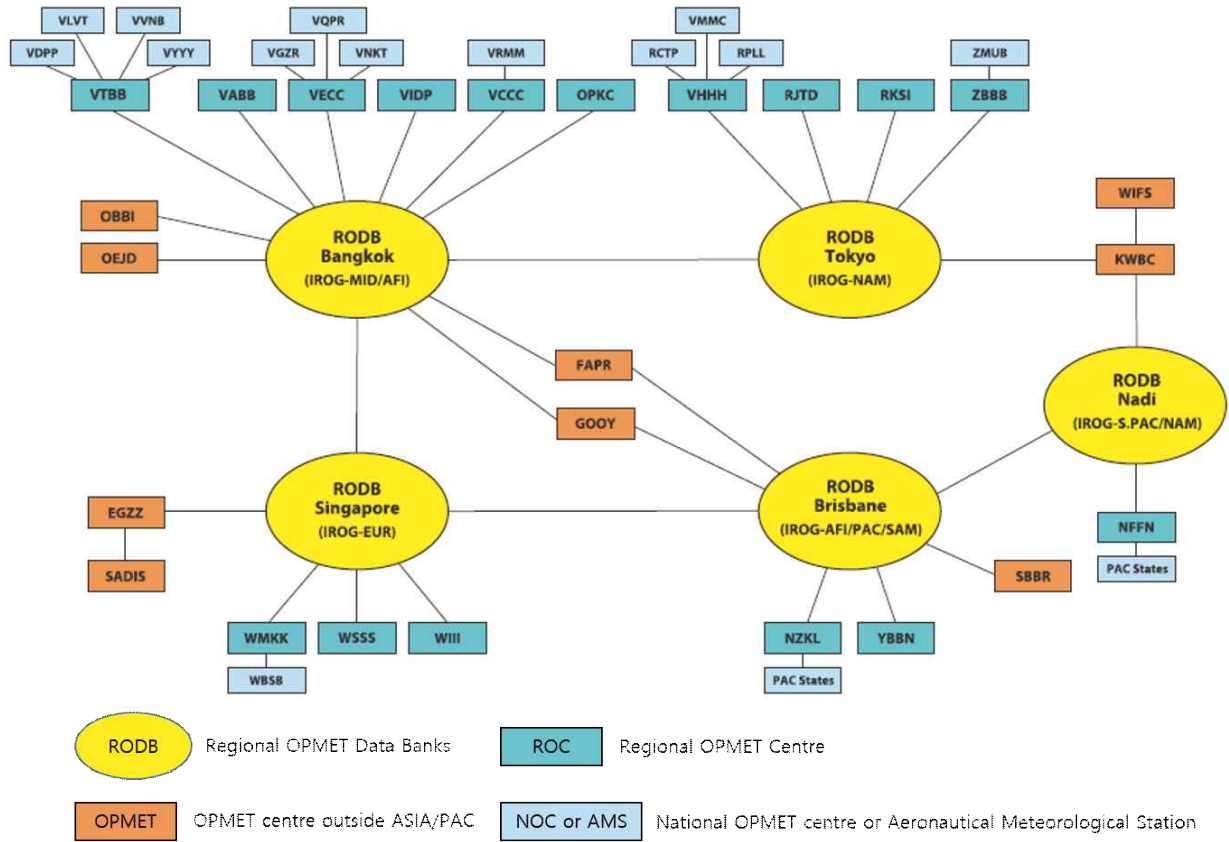 VLVT
VVNB
VQPR
VMMC
VDPP
VYYY
VGZR
VNKT
VRMM
RCTP
RPLL
ZMUB
VTBB
VABB
VECC
VIDP
VCCC
OPKC
VHHH
RJTD
RKSI
ZBBB
WIFS
OBBI
OEJD
RODB
Bangkok
(IROG-MID/AFI)
RODB
Tokyo
(IROG-NAM)
KWBC
FAPR
GOOY
RODB
Nadi
(IROG-S.PAC/NAM)
EGZZ
SADIS
RODB
Singapore
(IROG-EUR)
RODB
Brisbane
(IROG-AFI/PAC/SAM)
NFFN
PAC States
SBBR
WMKK
WSSS
WIII
NZKL
YBBN
WBSB
PAC States
RODB
Regional OPMET Data Banks
ROC
Regional OPMET Centre
OPMET
OPMET centre outside ASIA/PAC
NOC or AMS
National OPMET centre or Aeronautical Meteorological Station